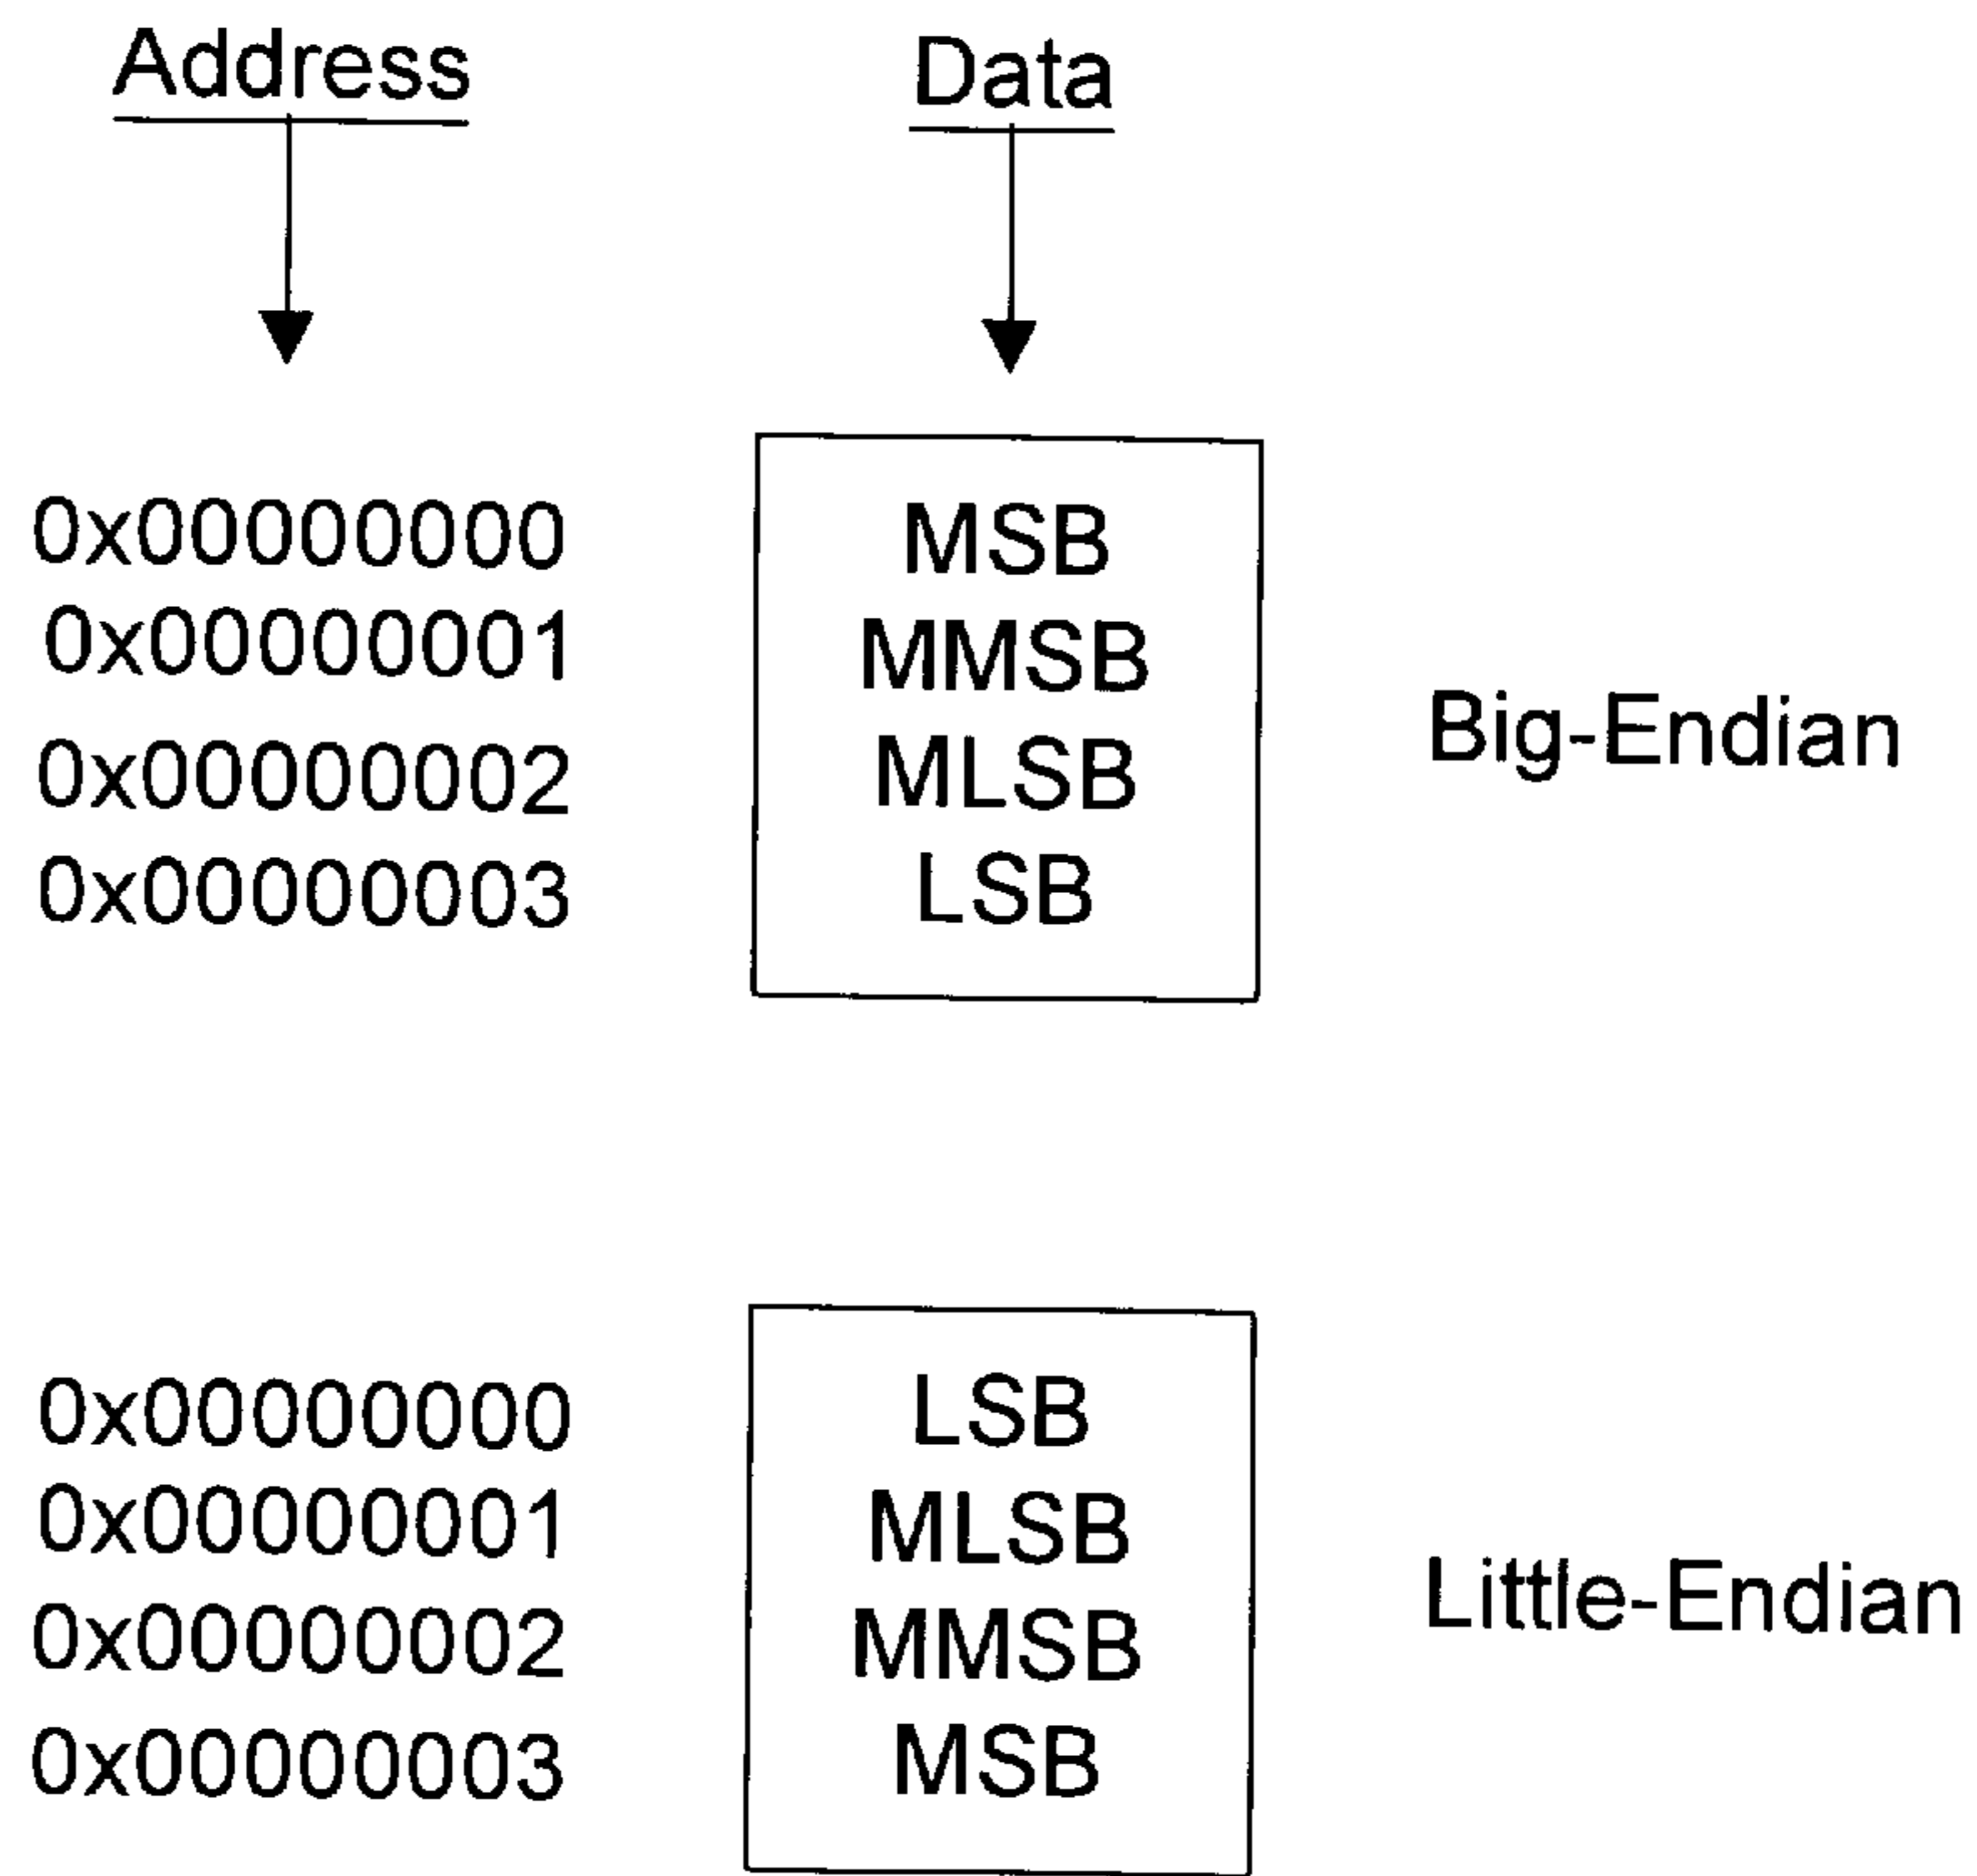 Address Data
0x00000000 MSB
0x00000001 MMSB
Big-Endian
0x00000002 MLSB
0x00000003 LSB
0x00000000 LSB
0x00000001 MLSB
Little-Endian
0x00000002 MMSB
0x00000003 MSB